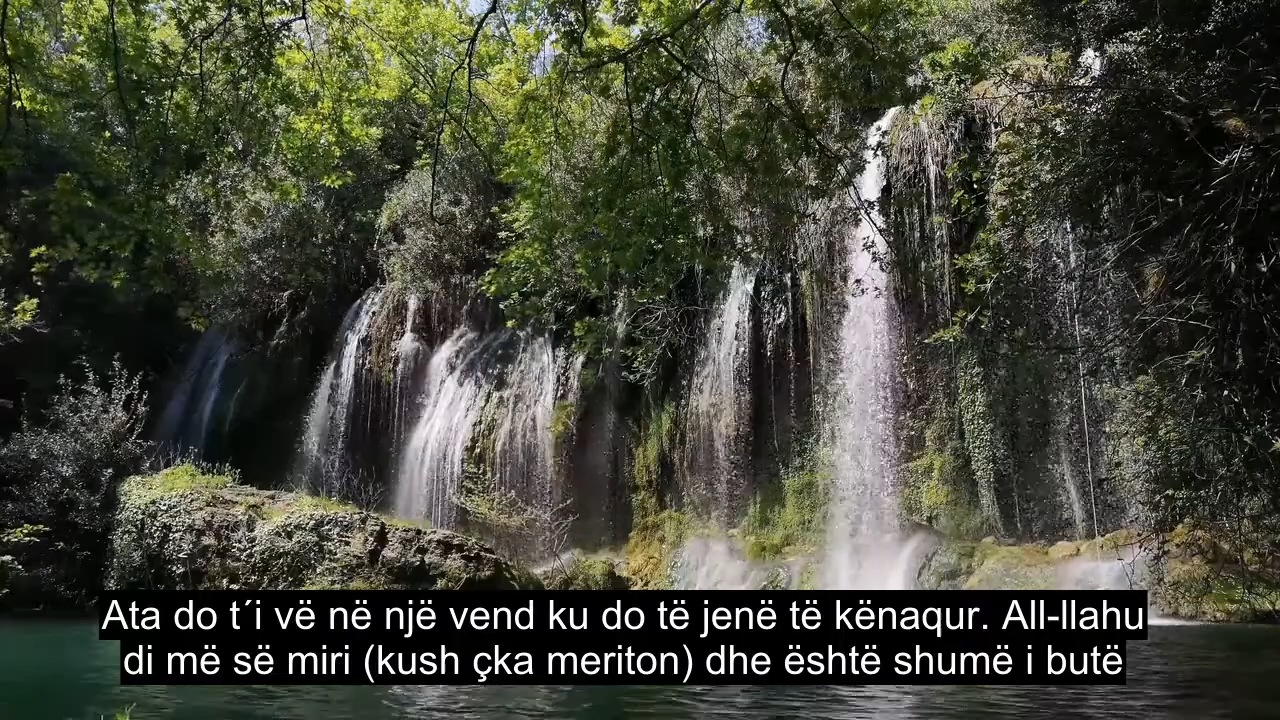 Ata do t´i vë në një vend ku do të jenë të kënaqur. All-llahu
di më së miri (kush çka meriton) dhe është shumë i butë